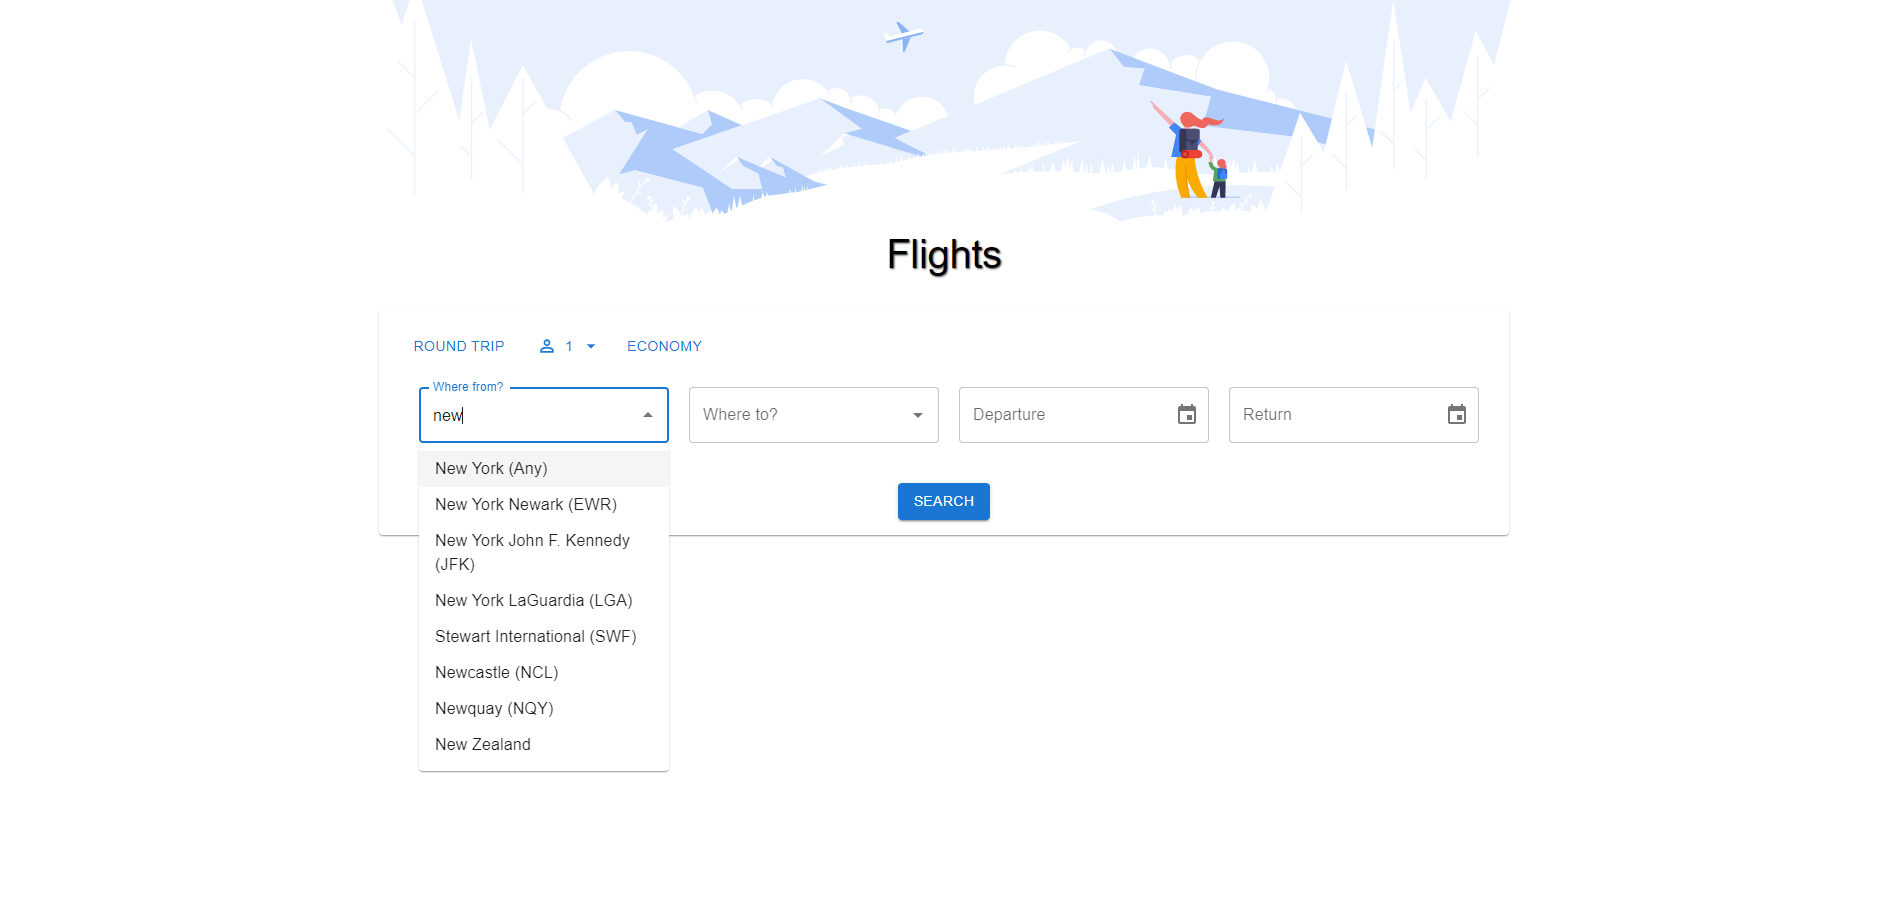 Flights
ROUND TRIP 1 ECONOMY
Where from?
new
Where to?
Departure
Return
New York (Any)
New York Newark (EWR)
New York John F. Kennedy
(JFK)
New York LaGuardia (LGA)
Stewart International (SWF)
Newcastle (NCL)
Newquay (NQY)
New Zealand
SEARCH